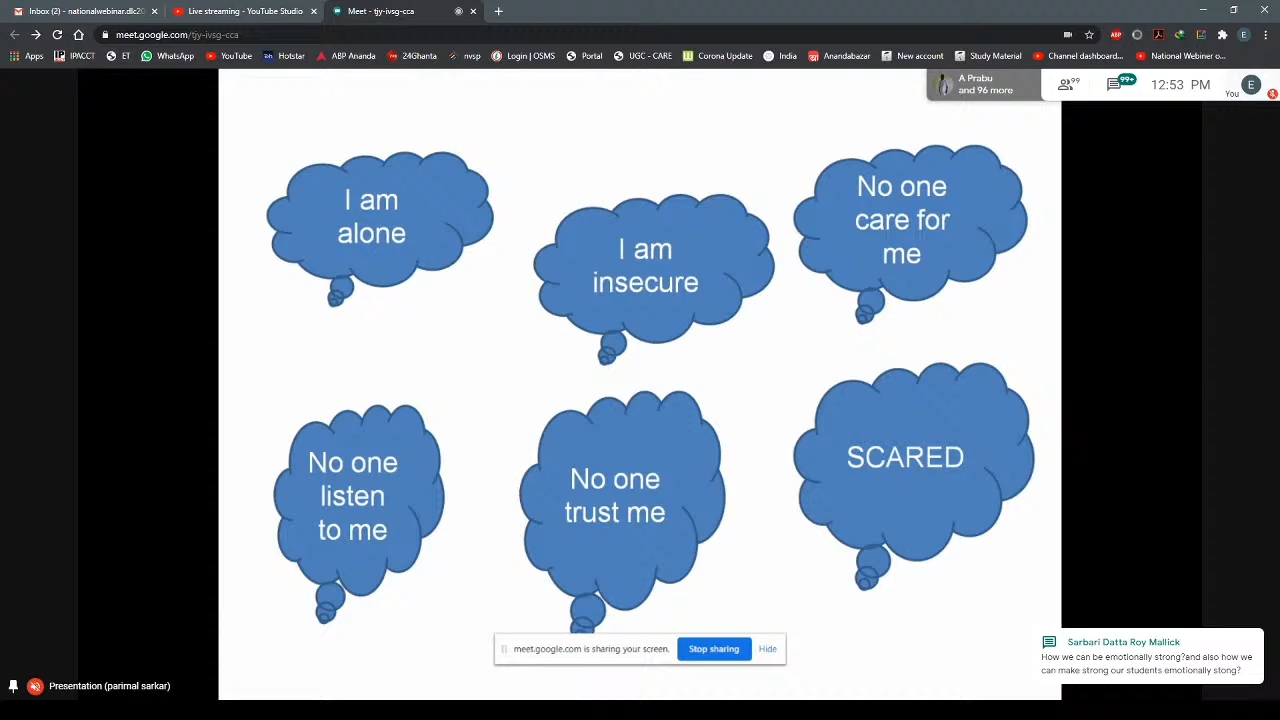 Inbox (2) - nationalwebinar.dlc20
Live streaming - YouTube Studio
Meet - tjy-ivsg-cca
meet.google.com/tjy-ivsg-cca
Apps
IPACCT
ET
WhatsApp
YouTube
Hotstar
ABP Ananda
24Ghanta
nvsp
Login | OSMS
Portal
UGC - CARE
Corona Update
India
Anandabazar
New account
Study Material
Channel dashboard...
National Webiner o...
A Prabu
and 96 more
99
99+
12:53 PM
You
E
I am
alone
I am
insecure
No one
care for
me
No one
listen
to me
No one
trust me
SCARED
meet.google.com is sharing your screen.
Stop sharing
Hide
Sarbari Datta Roy Mallick
How we can be emotionally strong?and also how we
can make strong our students emotionally stong?
Presentation (parimal sarkar)